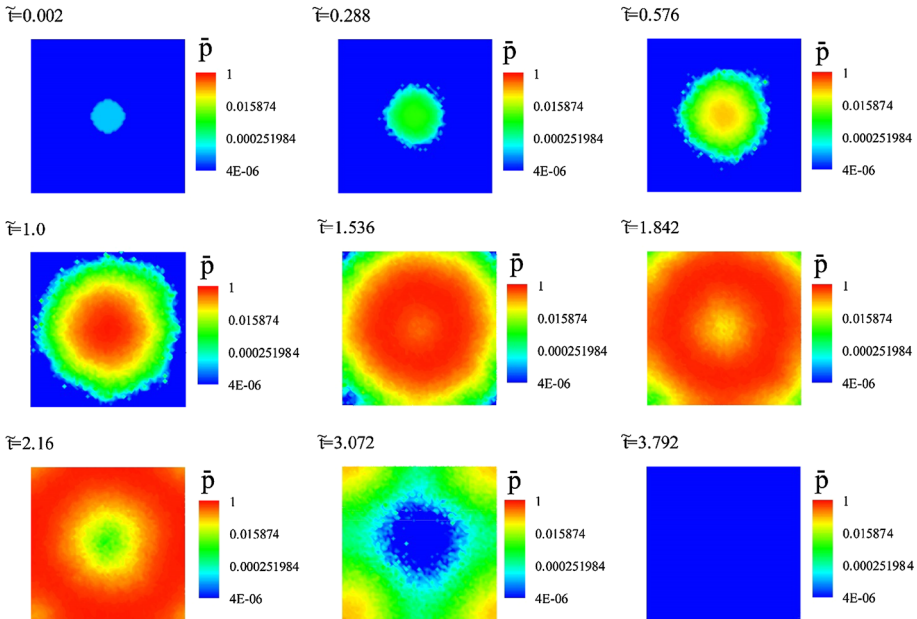 t̃=0.002
p̄
1
0.015874
0.000251984
4E-06
t̃=0.288
p̄
1
0.015874
0.000251984
4E-06
t̃=0.576
p̄
1
0.015874
0.000251984
4E-06
t̃=1.0
p̄
1
0.015874
0.000251984
4E-06
t̃=1.536
p̄
1
0.015874
0.000251984
4E-06
t̃=1.842
p̄
1
0.015874
0.000251984
4E-06
t̃=2.16
p̄
1
0.015874
0.000251984
4E-06
t̃=3.072
p̄
1
0.015874
0.000251984
4E-06
t̃=3.792
p̄
1
0.015874
0.000251984
4E-06